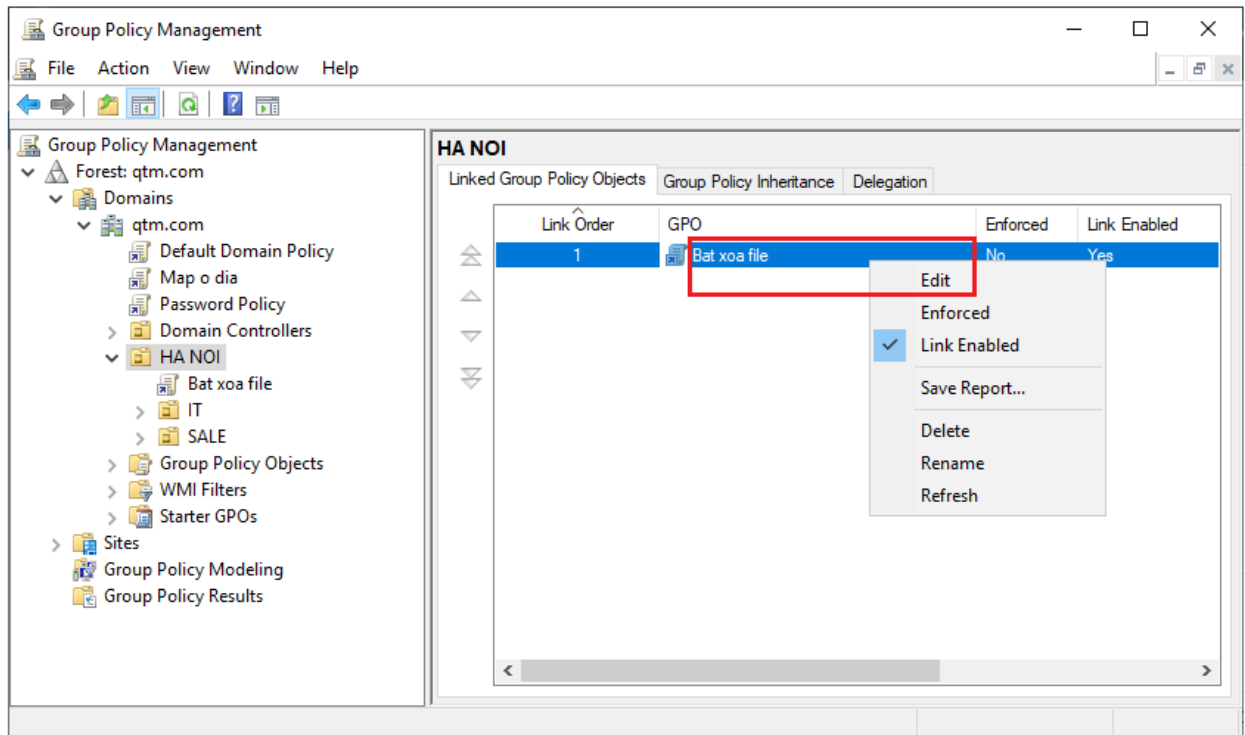 Group Policy Management
File Action View Window Help
Group Policy Management
Forest: qtm.com
Domains
qtm.com
Default Domain Policy
Map o dia
Password Policy
Domain Controllers
HA NOI
Bat xoa file
IT
SALE
Group Policy Objects
WMI Filters
Starter GPOs
Sites
Group Policy Modeling
Group Policy Results
HA NOI
Linked Group Policy Objects Group Policy Inheritance Delegation
Link Order GPO Enforced Link Enabled
1 Bat xoa file No Yes
Edit
Enforced
Link Enabled
Save Report...
Delete
Rename
Refresh